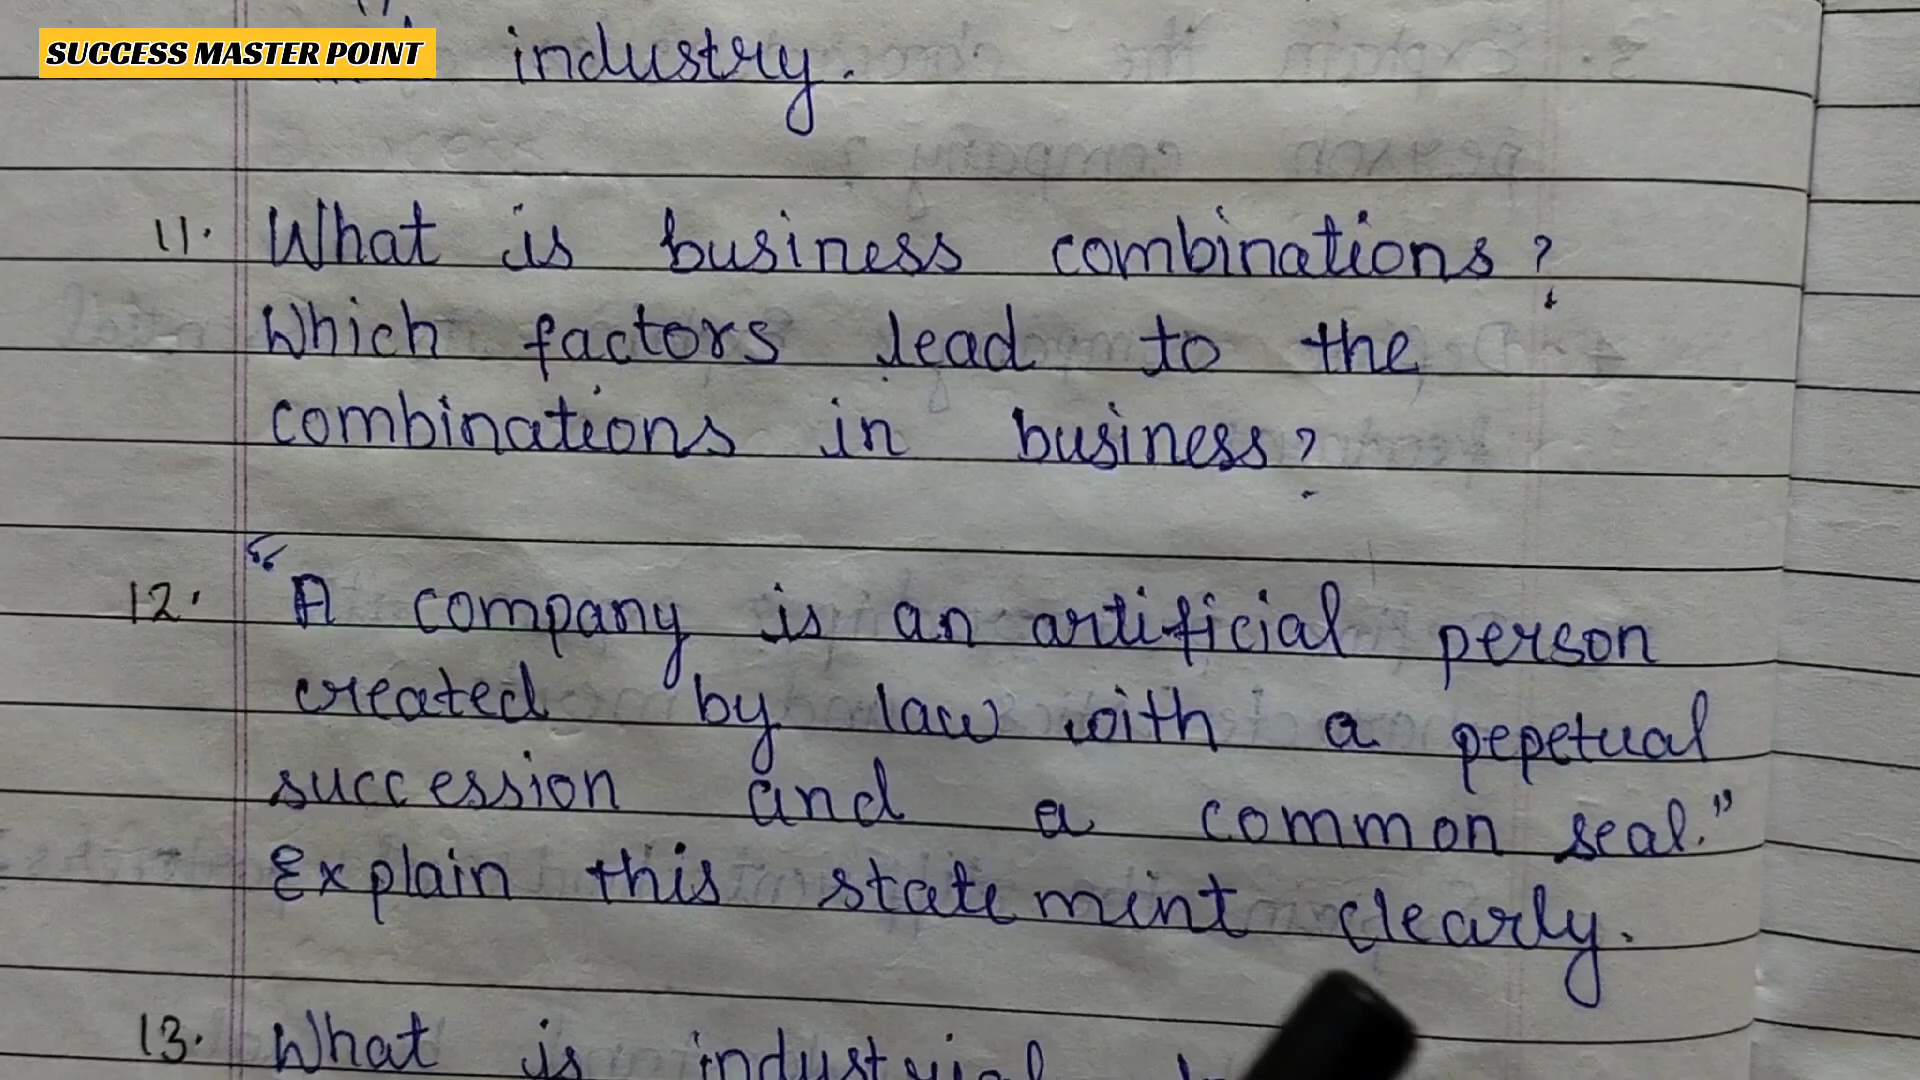 SUCCESS MASTER POINT
industry.
11. What is business combinations?
Which factors lead to the
combinations in business?
12. "A company is an artificial person
created by law with a pepetual
succession and a common seal."
Explain this statemint clearly.
13. What is industrial